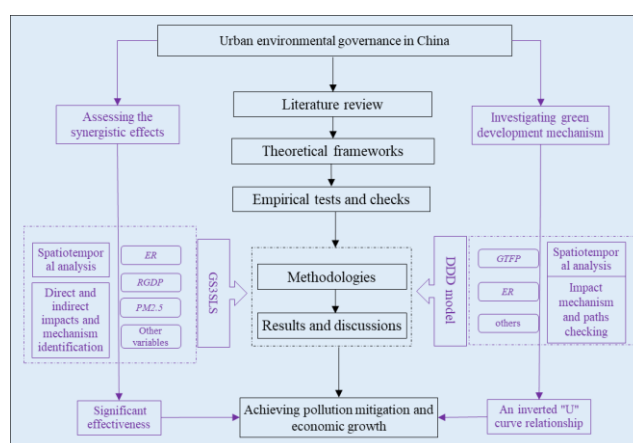 Urban environmental governance in China
Assessing the
synergistic effects
Literature review
Theoretical frameworks
Empirical tests and checks
Investigating green
development mechanism
Spatiotempor
al analysis
Direct and
indirect impacts and
mechanism
identification
ER
RGDP
PM2.5
Other
variables
GS3SLS
Methodologies
Results and discussions
DDD model
GTFP
ER
others
Spatiotempor
al analysis
Impact
mechanism
and paths
checking
Significant
effectiveness
Achieving pollution mitigation and
economic growth
An inverted "U"
curve relationship